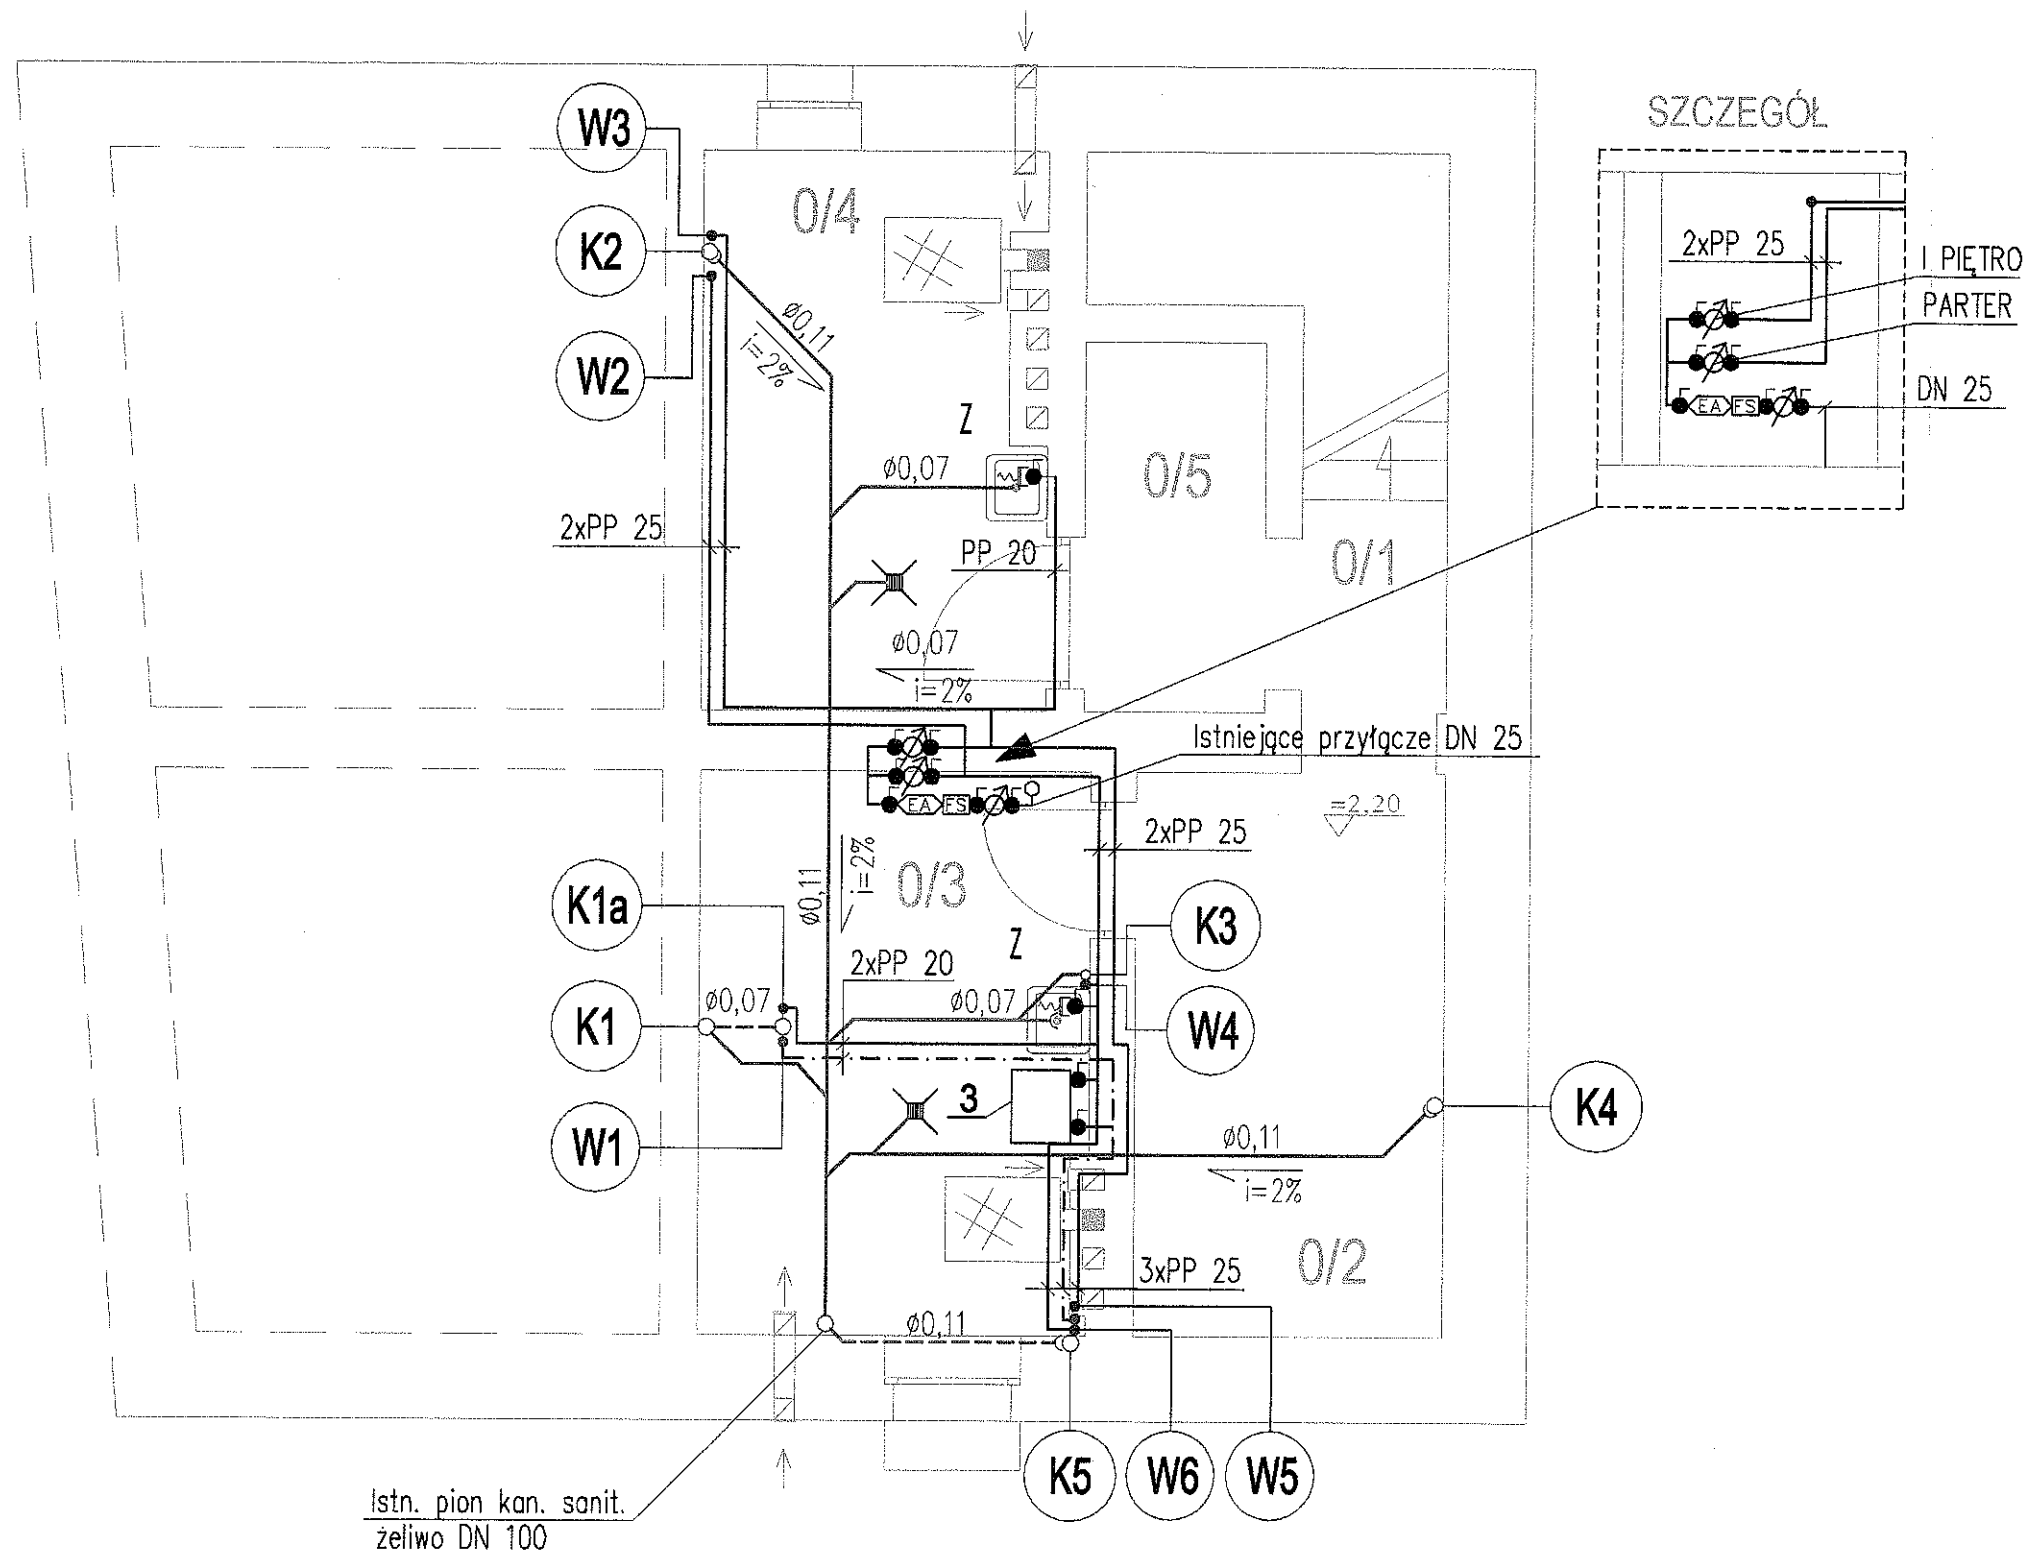 W3
SZCZEGÓŁ
0/4
K2
2xPP 25
I PIĘTRO
PARTER
ø0,11
i=2%
W2
DN 25
EA
FS
Z
ø0,07
0/5
2xPP 25
PP 20
0/1
ø0,07
i=2%
Istniejące przyłącze DN 25
EA
FS
=2,20
2xPP 25
i=2%
ø0,11
0/3
K1a
K3
Z
2xPP 20
ø0,07
ø0,07
K1
W4
3
K4
ø0,11
W1
i=2%
0/2
3xPP 25
ø0,11
K5
W6
W5
Istn. pion kan. sanit.
żeliwo DN 100